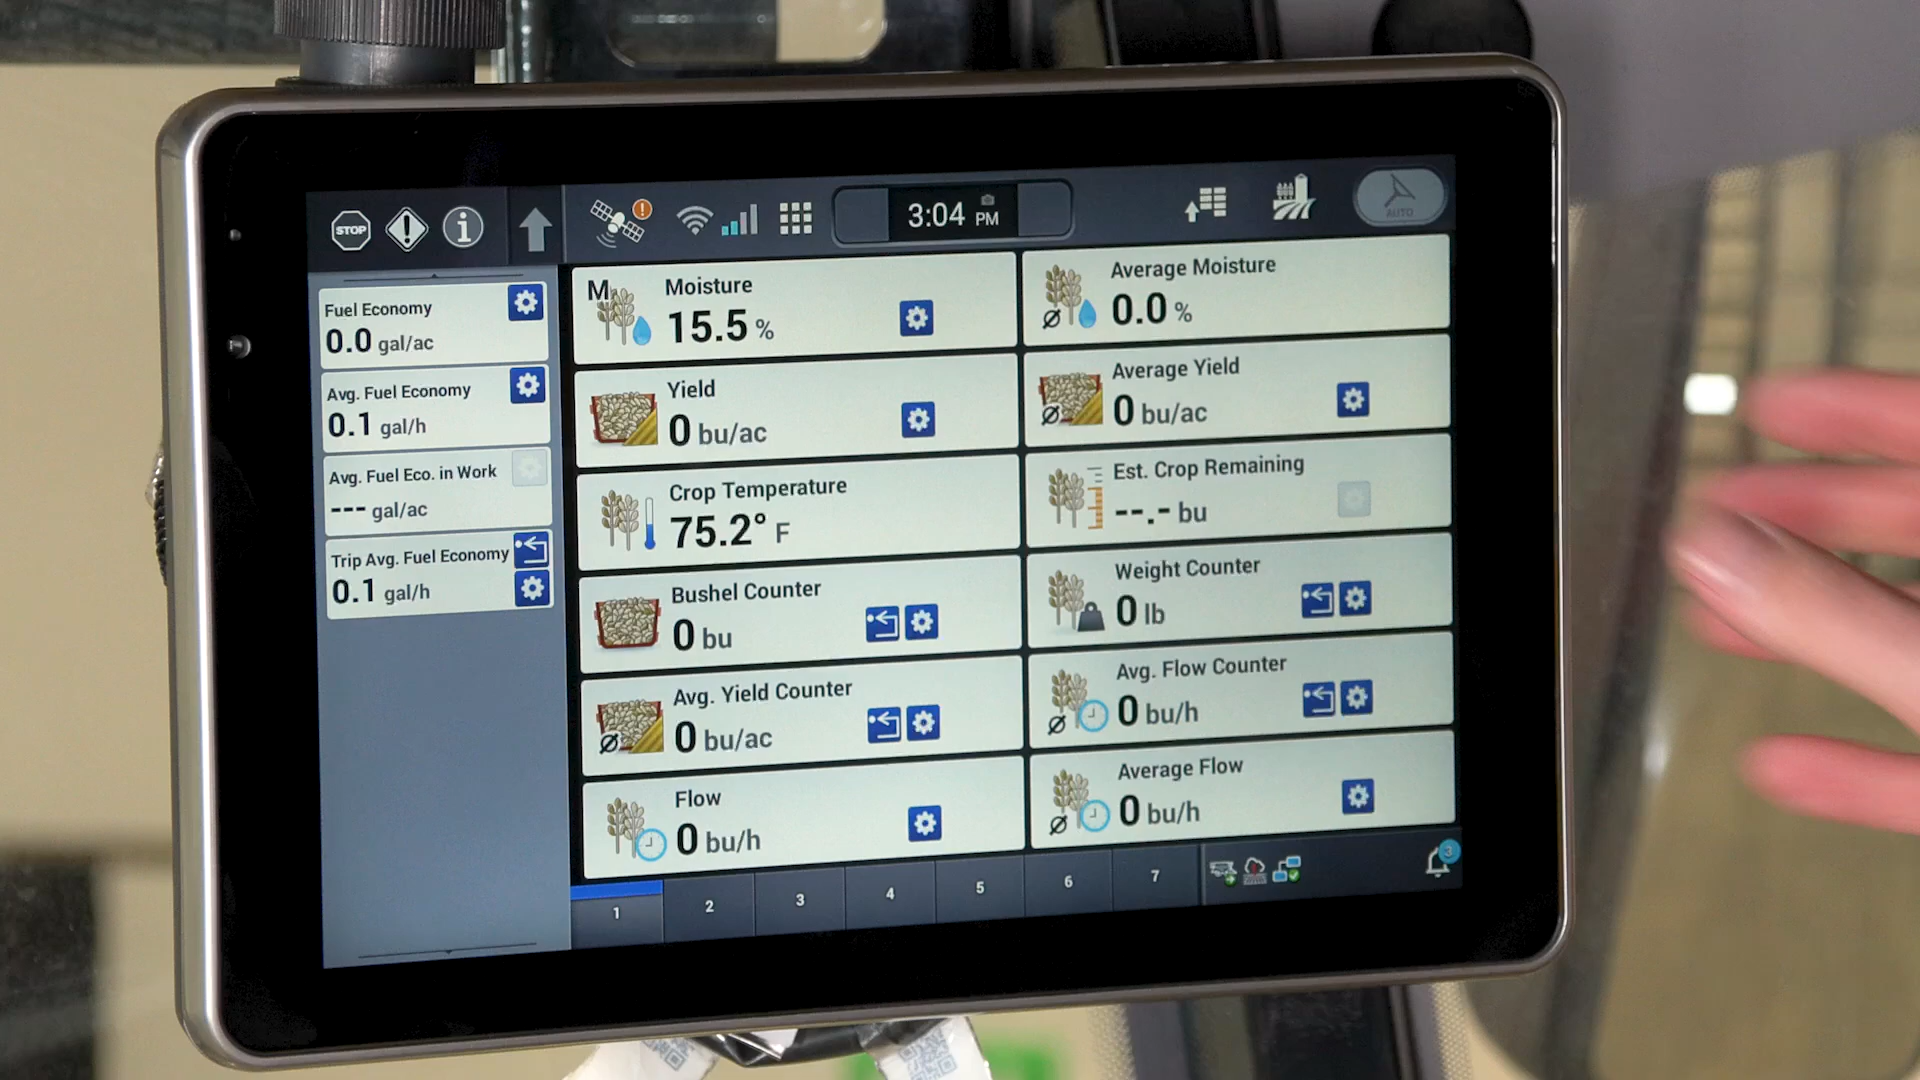 STOP
3:04 PM
AUTO
Fuel Economy
0.0 gal/ac
Avg. Fuel Economy
0.1 gal/h
Avg. Fuel Eco. in Work
--- gal/ac
Trip Avg. Fuel Economy
0.1 gal/h
M
Moisture
15.5 %
Average Moisture
0.0 %
Yield
0 bu/ac
Average Yield
0 bu/ac
Crop Temperature
75.2° F
Est. Crop Remaining
--.- bu
Bushel Counter
0 bu
Weight Counter
0 lb
Avg. Yield Counter
0 bu/ac
Avg. Flow Counter
0 bu/h
Flow
0 bu/h
Average Flow
0 bu/h
1 2 3 4 5 6 7
3